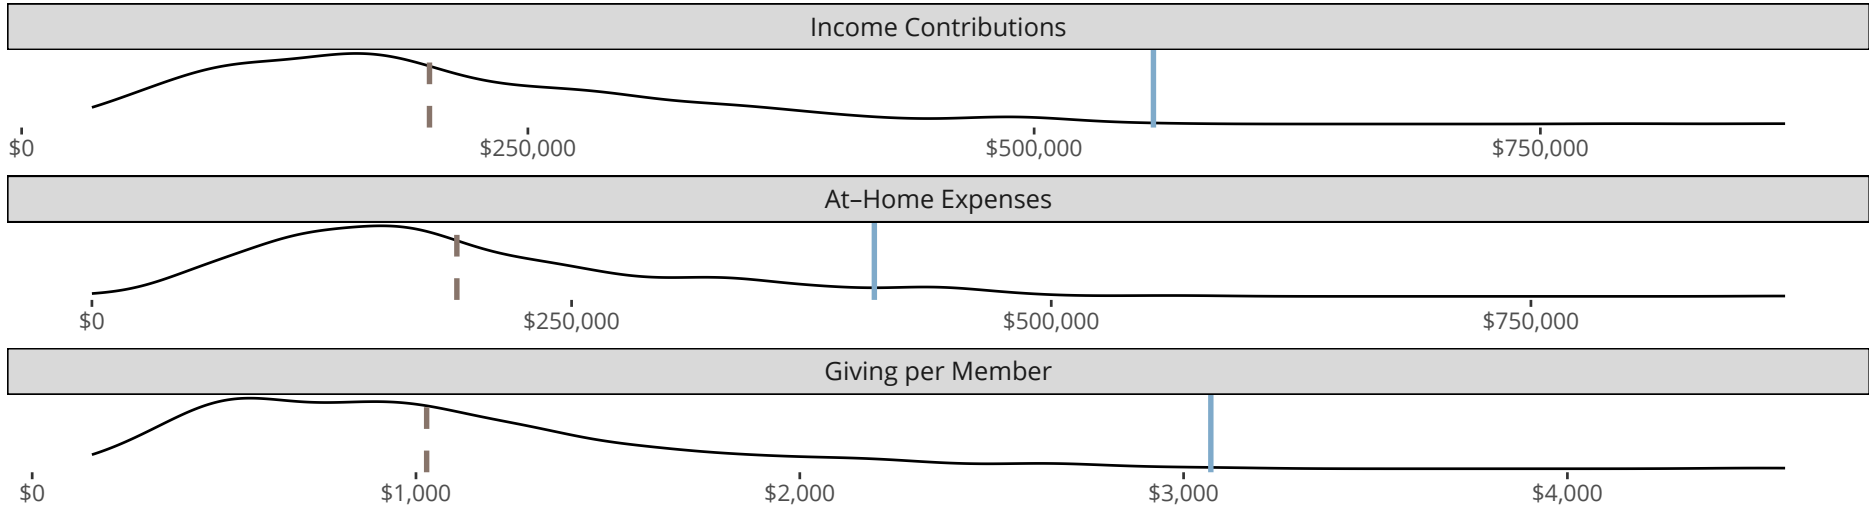 Income Contributions
$0 $250,000 $500,000 $750,000
At–Home Expenses
$0 $250,000 $500,000 $750,000
Giving per Member
$0 $1,000 $2,000 $3,000 $4,000